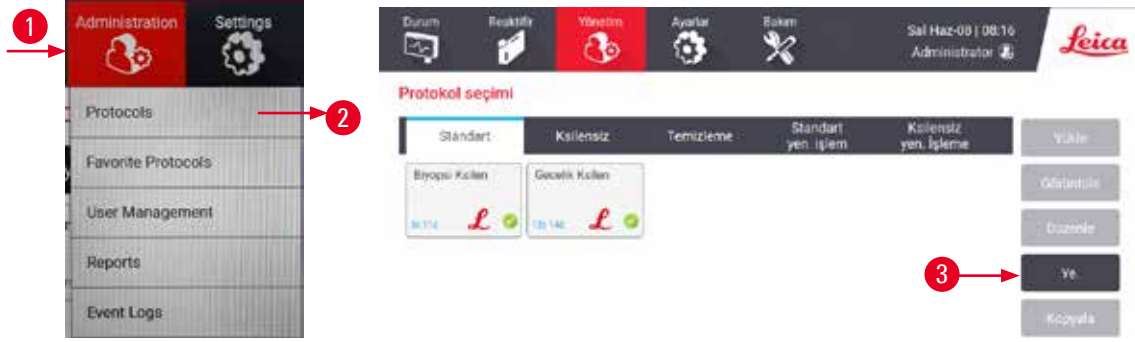 1
Administration
Settings
Protocols
2
Favorite Protocols
User Management
Reports
Event Logs
Durum
Reaktifir
Yönetim
Ayarlar
Bakım
Sal Haz-08 | 08:16
Administrator
Leica
Protokol seçimi
Standart
Ksilensiz
Temizleme
Standart
yen. işlem
Ksilensiz
yen. İşleme
Yükle
Biyopsi Ksilen
Gecelik Ksilen
Görüntüle
Düzenle
3
Ye
Kopyala